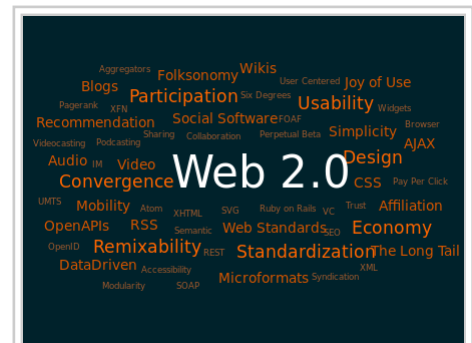 Aggregators Folksonomy Wikis
Blogs User Centered Joy of Use
Participation Six Degrees Usability
Pagerank XFN Widgets
Recommendation Social Software FOAF Browser
Sharing Collaboration Perpetual Beta Simplicity
Videocasting Podcasting AJAX
Audio IM Video Web 2.0 Design
Convergence CSS Pay Per Click
UMTS Mobility Atom XHTML SVG Ruby on Rails VC Trust Affiliation
OpenAPIs RSS Semantic Web Standards SEO Economy
OpenID Remixability REST Standardization The Long Tail
DataDriven Accessibility XML
Microformats Syndication
Modularity SOAP